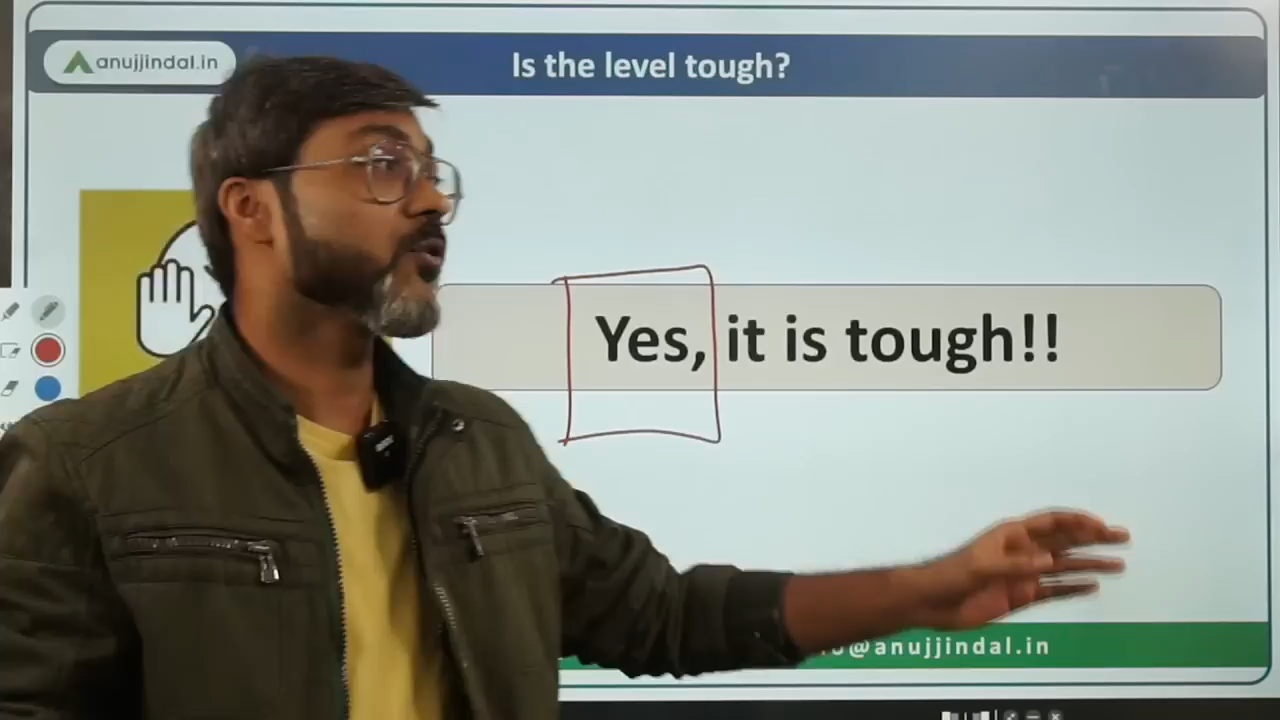 anujjindal.in
Is the level tough?
Yes, it is tough!!
@anujjindal.in